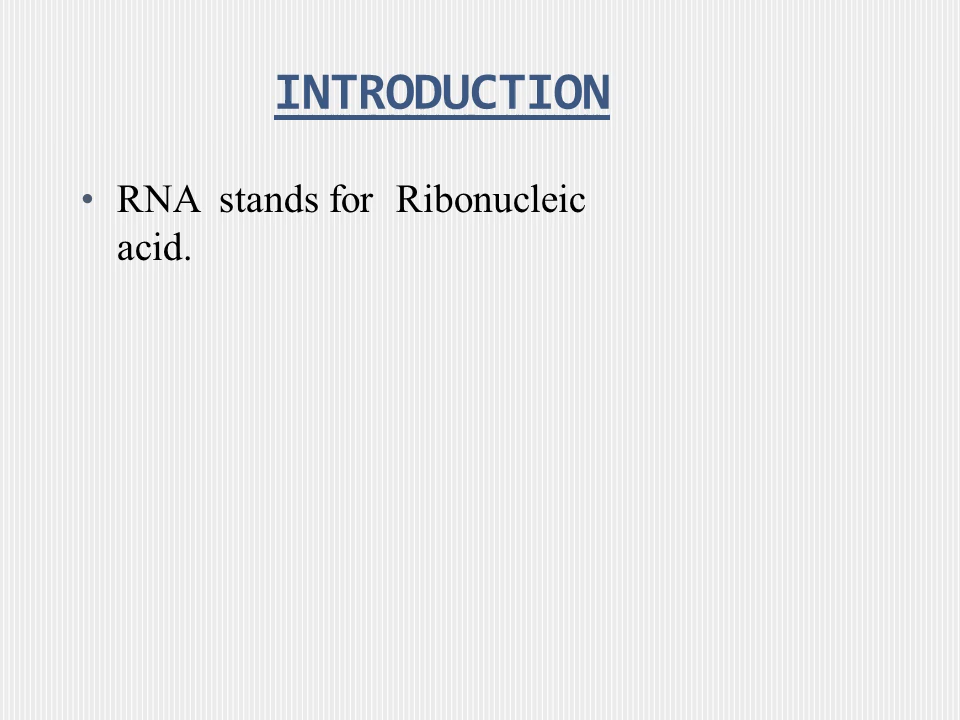 INTRODUCTION
• RNA  stands for  Ribonucleic
acid.